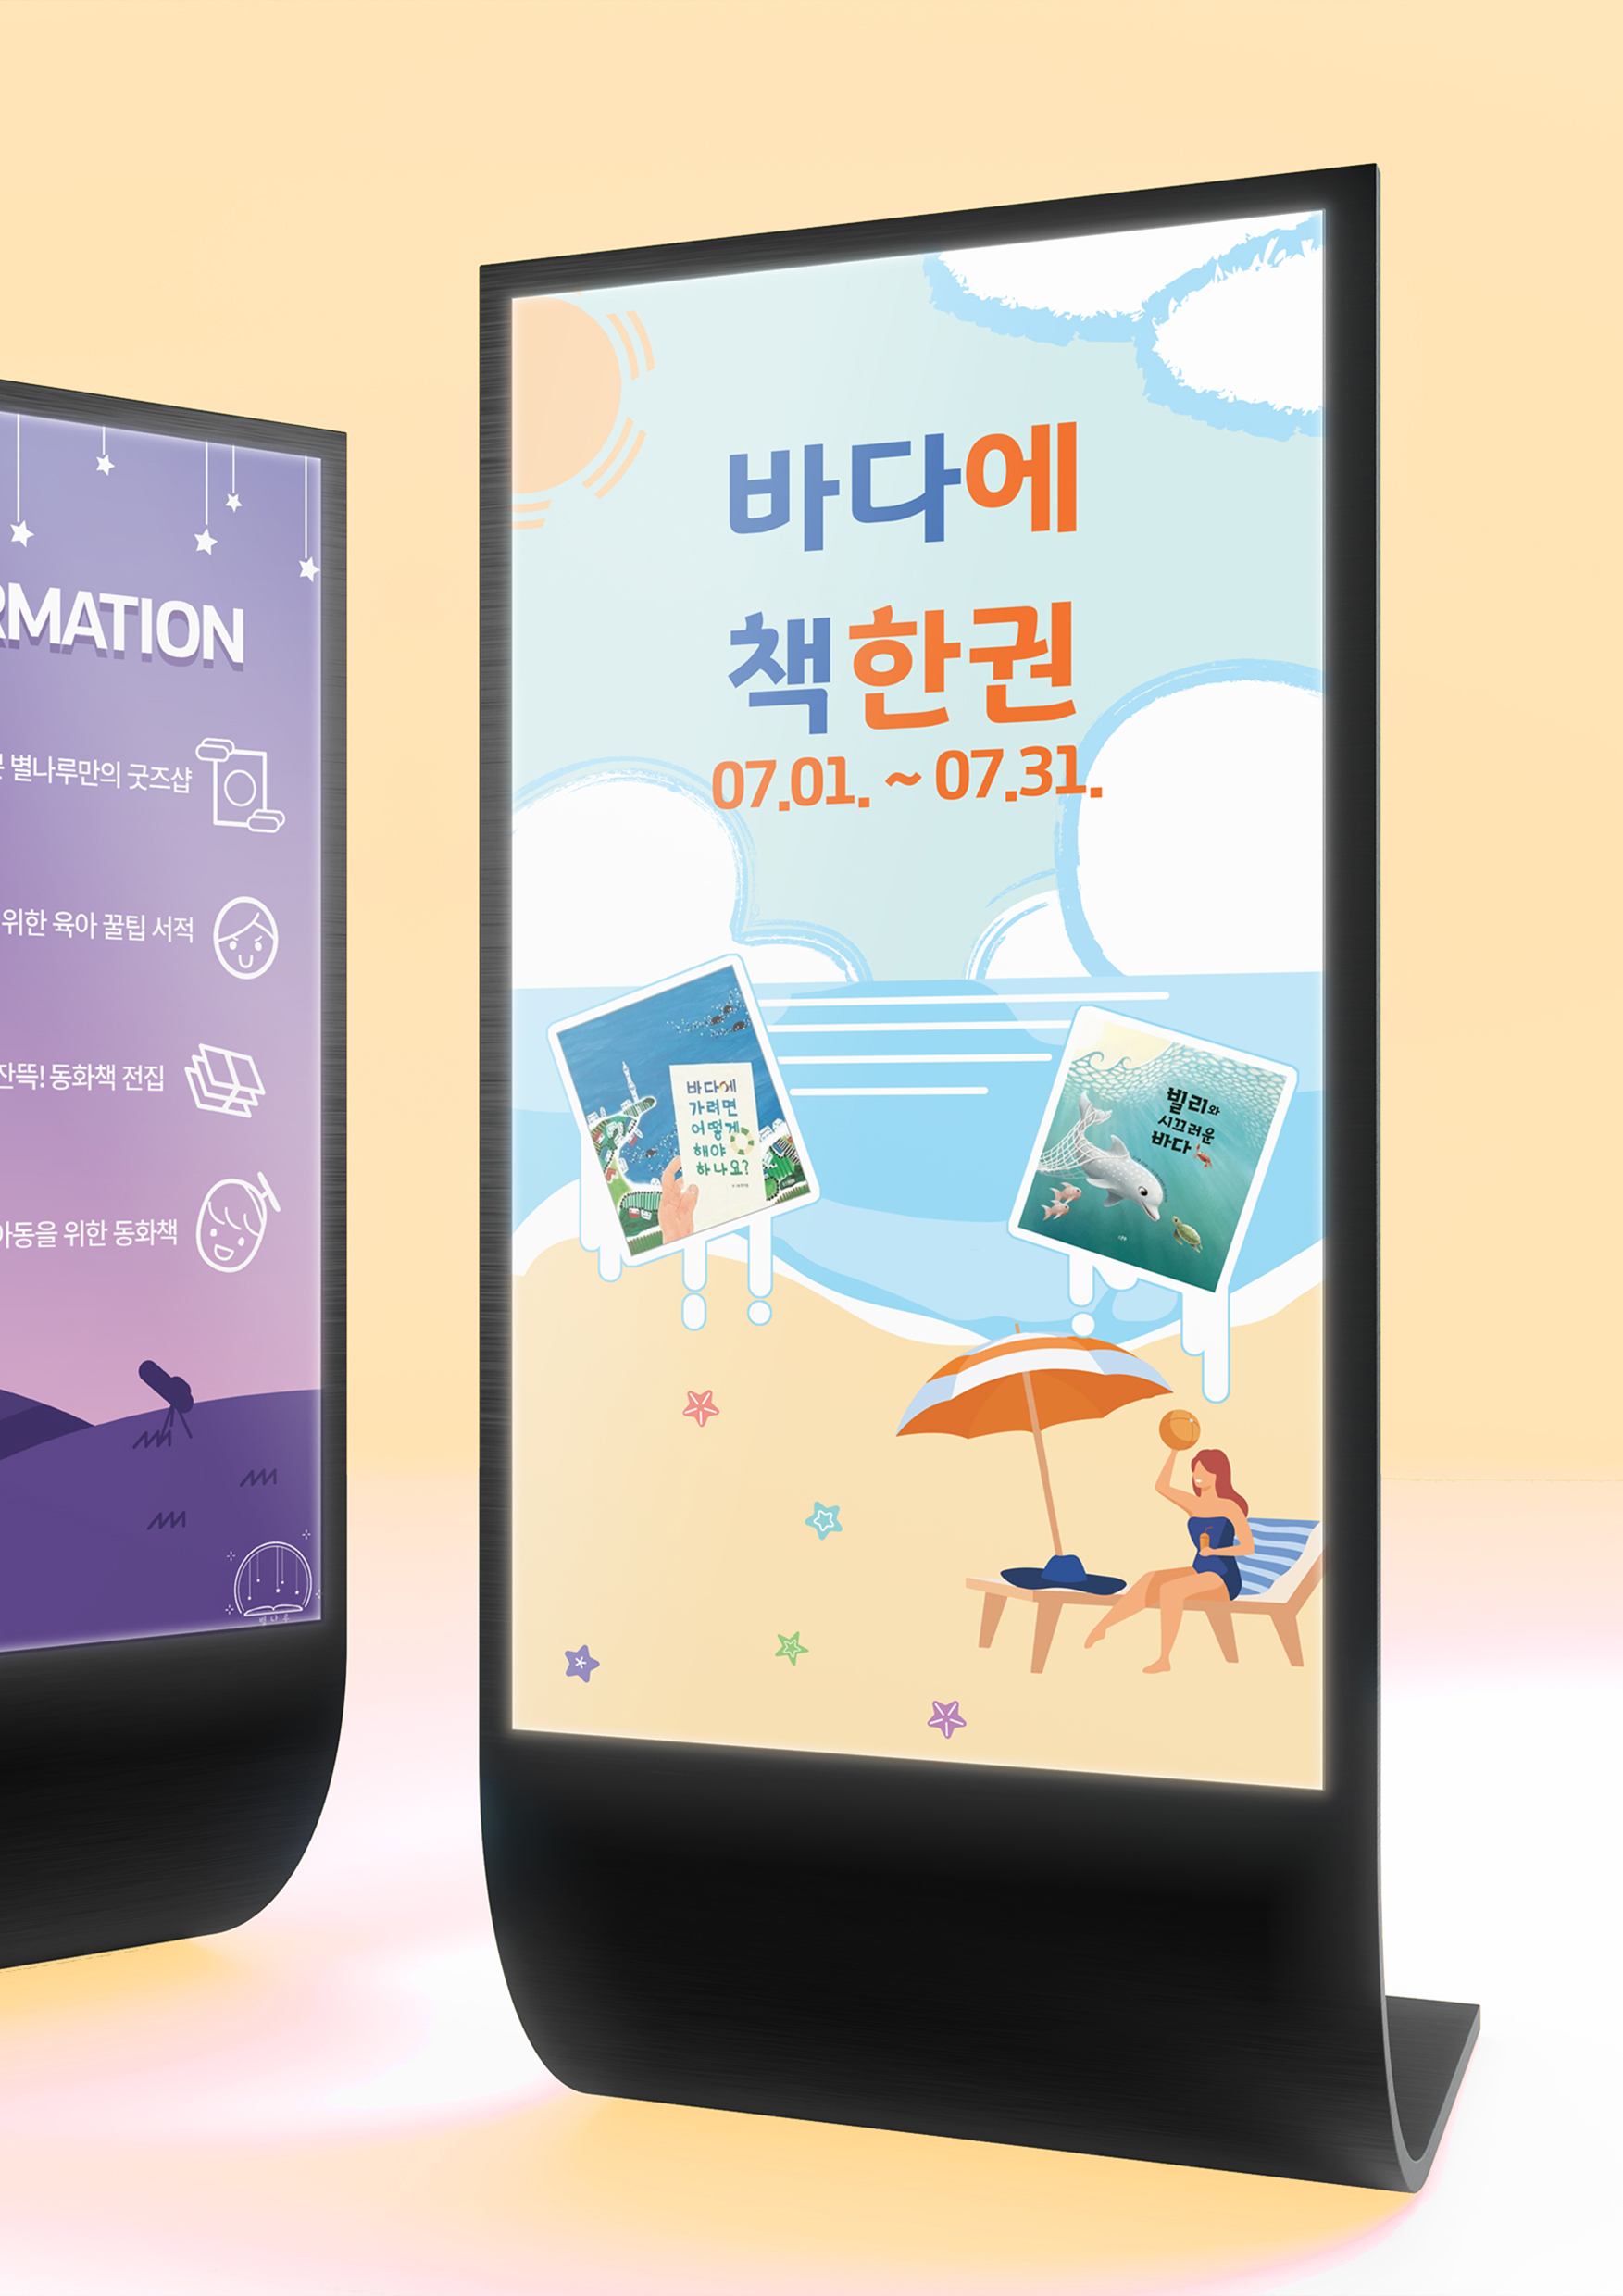 RMATION
별나루만의 굿즈샵
위한 육아 꿀팁 서적
잔뜩! 동화책 전집
아동을 위한 동화책
별나루
바다에
책한권
07.01. ~ 07.31.
바다에
가려면
어떻게
해야
하나요?
빌리와
시끄러운
바다